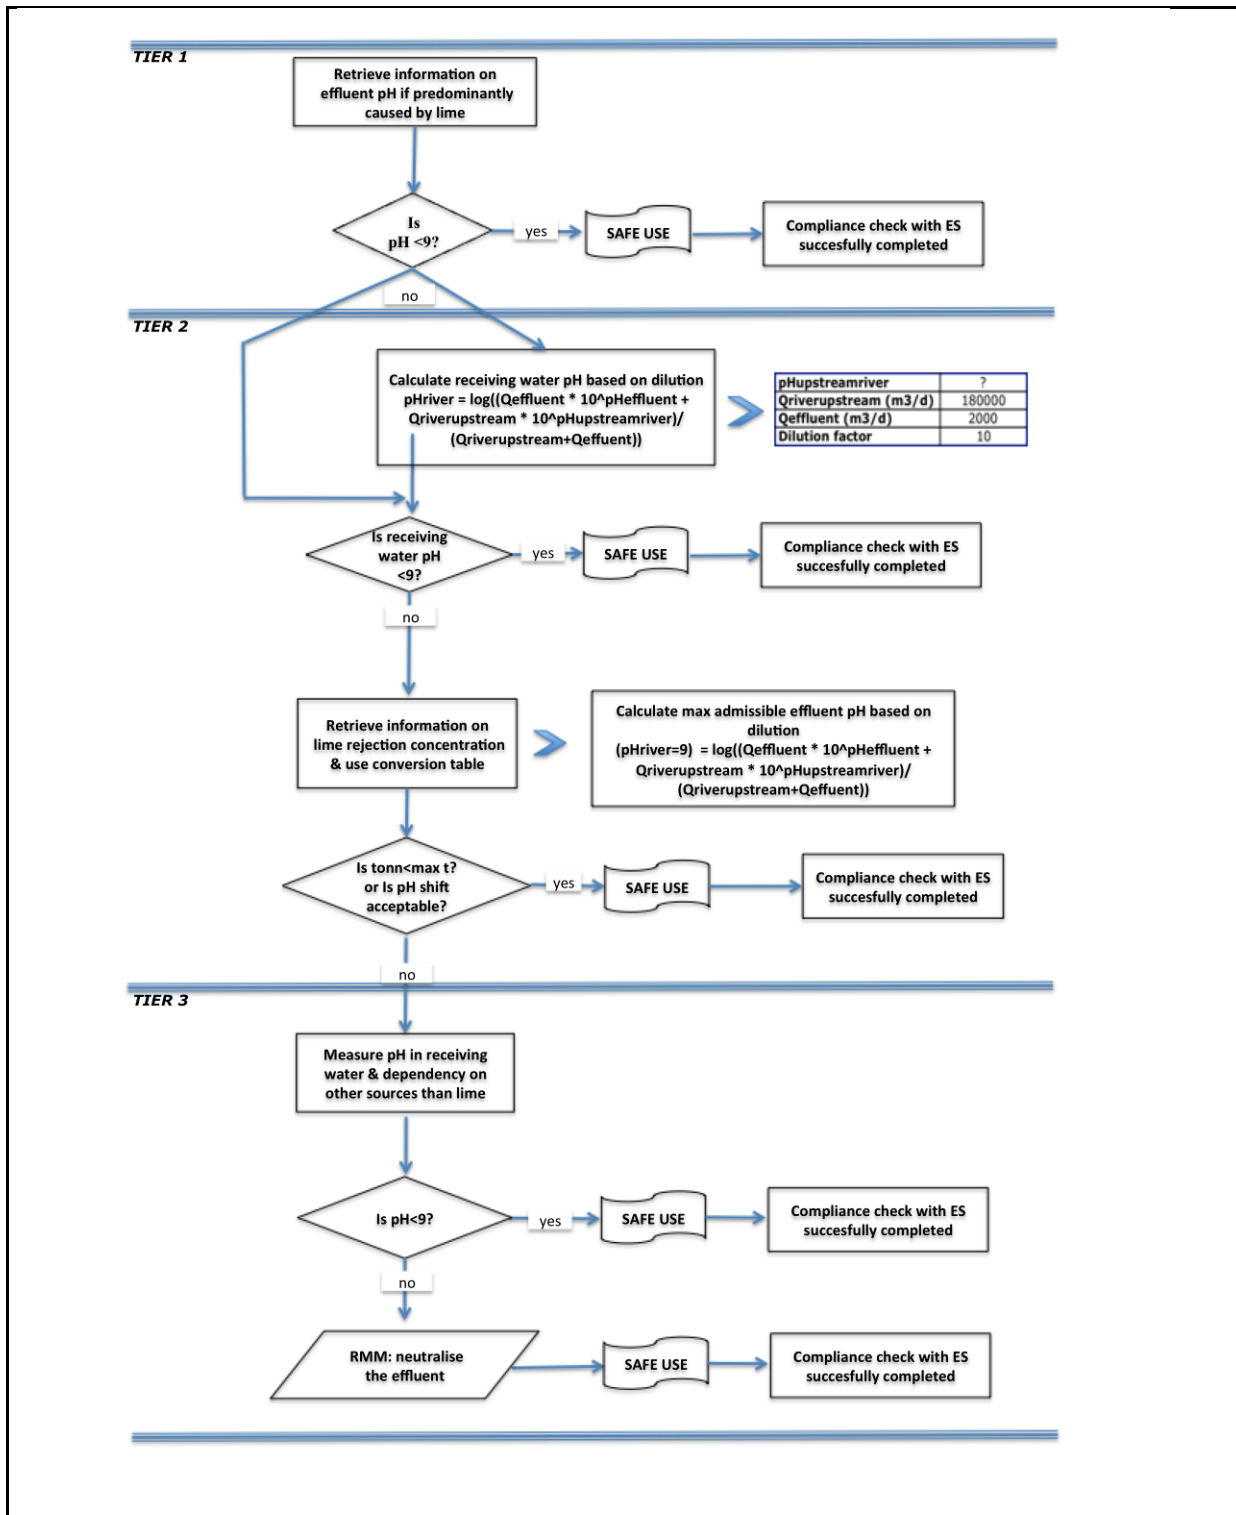 TIER 1
Retrieve information on
effluent pH if predominantly
caused by lime
Is
pH <9?
yes
SAFE USE
Compliance check with ES
succesfully completed
no
TIER 2
Calculate receiving water pH based on dilution
pHriver = log((Qeffluent * 10^pHeffluent +
Qriverupstream * 10^pHupstreamriver)/
(Qriverupstream+Qeffuent))
pHupstreamriver ?
Qriverupstream (m3/d) 180000
Qeffluent (m3/d) 2000
Dilution factor 10
Is receiving
water pH
<9?
yes
SAFE USE
Compliance check with ES
succesfully completed
no
Retrieve information on
lime rejection concentration
& use conversion table
Calculate max admissible effluent pH based on
dilution
(pHriver=9) = log((Qeffluent * 10^pHeffluent +
Qriverupstream * 10^pHupstreamriver)/
(Qriverupstream+Qeffuent))
Is tonn<max t?
or Is pH shift
acceptable?
yes
SAFE USE
Compliance check with ES
succesfully completed
no
TIER 3
Measure pH in receiving
water & dependency on
other sources than lime
Is pH<9?
yes
SAFE USE
Compliance check with ES
succesfully completed
no
RMM: neutralise
the effluent
SAFE USE
Compliance check with ES
succesfully completed